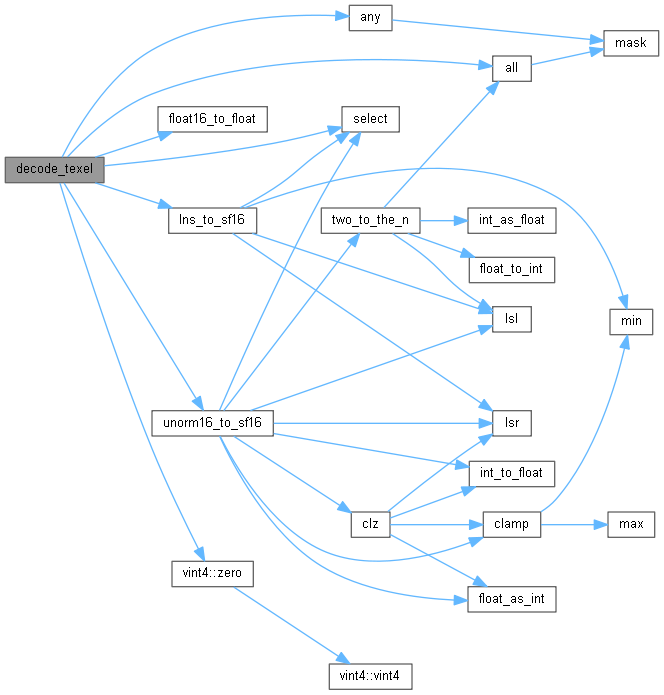 any
mask
all
float16_to_float
select
decode_texel
lns_to_sf16
two_to_the_n
int_as_float
float_to_int
lsl
min
unorm16_to_sf16
lsr
int_to_float
clz
clamp
max
vint4::zero
float_as_int
vint4::vint4